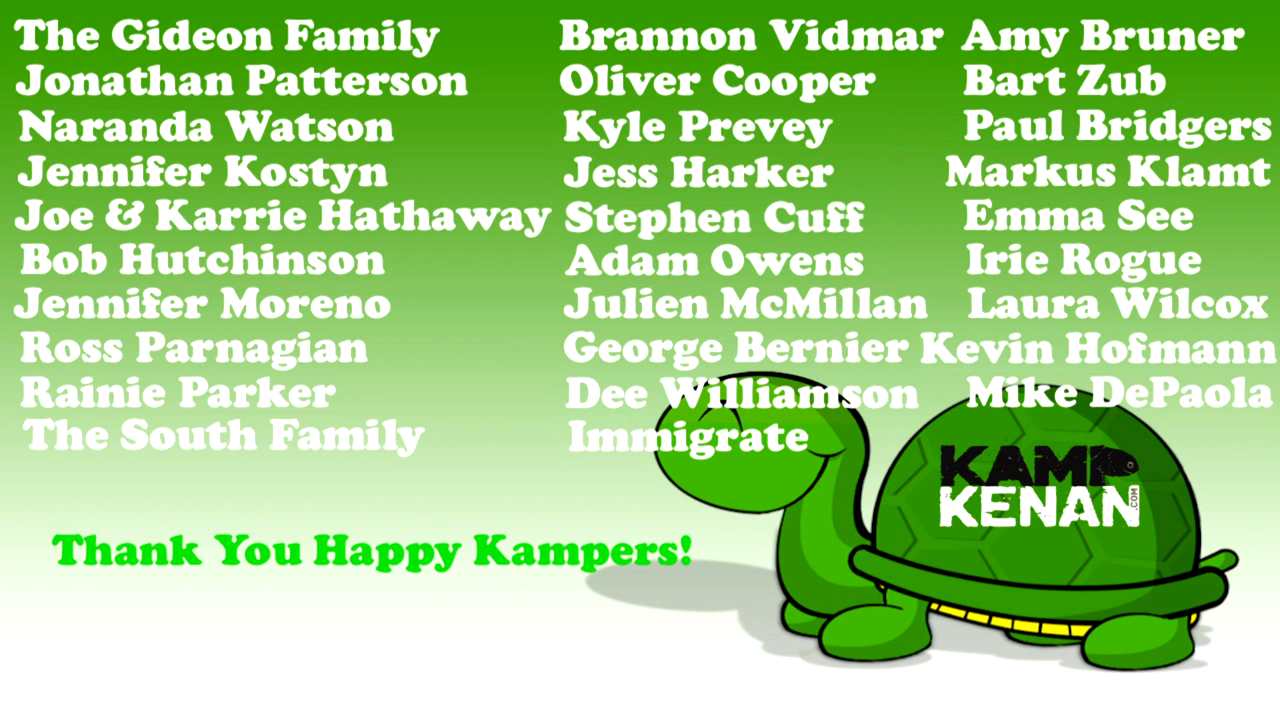 The Gideon Family
Jonathan Patterson
Naranda Watson
Jennifer Kostyn
Joe & Karrie Hathaway
Bob Hutchinson
Jennifer Moreno
Ross Parnagian
Rainie Parker
The South Family
Brannon Vidmar
Oliver Cooper
Kyle Prevey
Jess Harker
Stephen Cuff
Adam Owens
Julien McMillan
George Bernier
Dee Williamson
Immigrate
Amy Bruner
Bart Zub
Paul Bridgers
Markus Klamt
Emma See
Irie Rogue
Laura Wilcox
Kevin Hofmann
Mike DePaola
KAMP
KENAN
.COM
Thank You Happy Kampers!